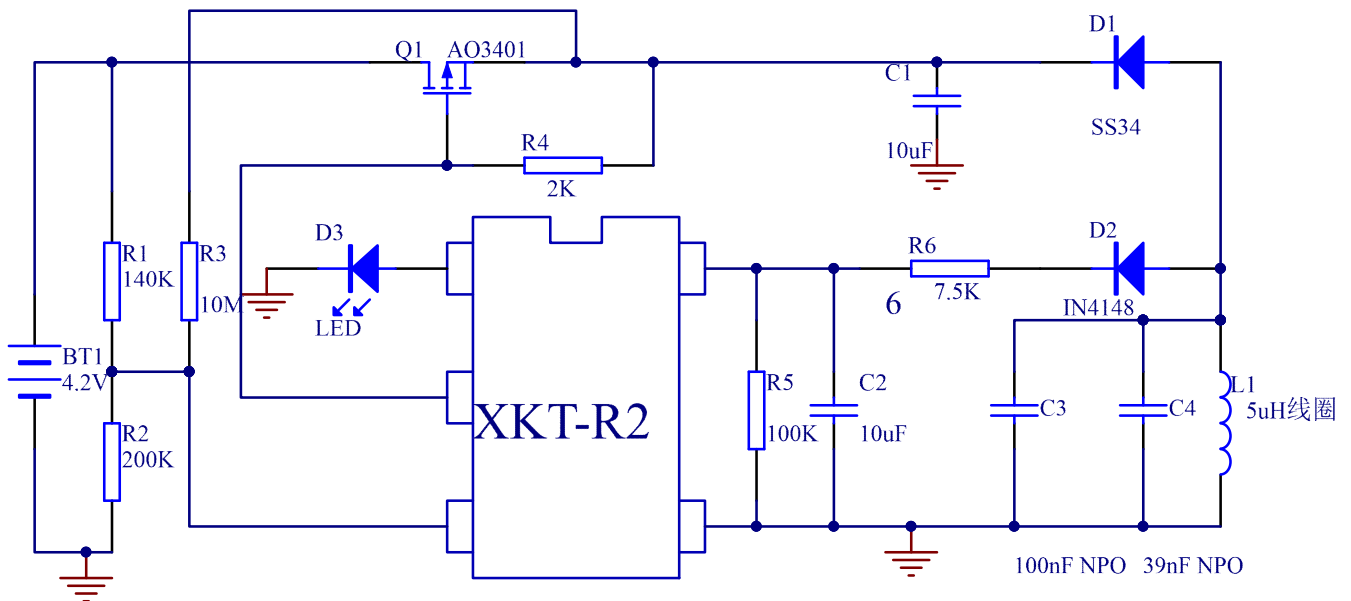 Q1 AO3401
D1
C1
SS34
10uF
R4
2K
D3
LED
R1
140K
R3
10M
R6
7.5K
6
D2
IN4148
BT1
4.2V
R2
200K
XKT-R2
R5
100K
C2
10uF
C3
C4
L1
5uH线圈
100nF NPO 39nF NPO